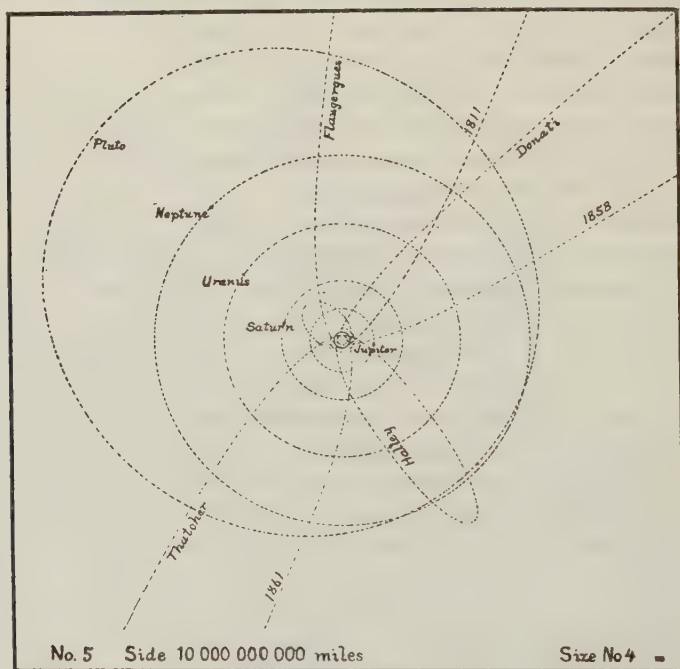 Flaugergues
1811
Donati
Pluto
1858
Neptune
Uranus
Saturn
Jupiter
Halley
Thatcher
1861
No. 5 Side 10 000 000 000 miles
Size No 4